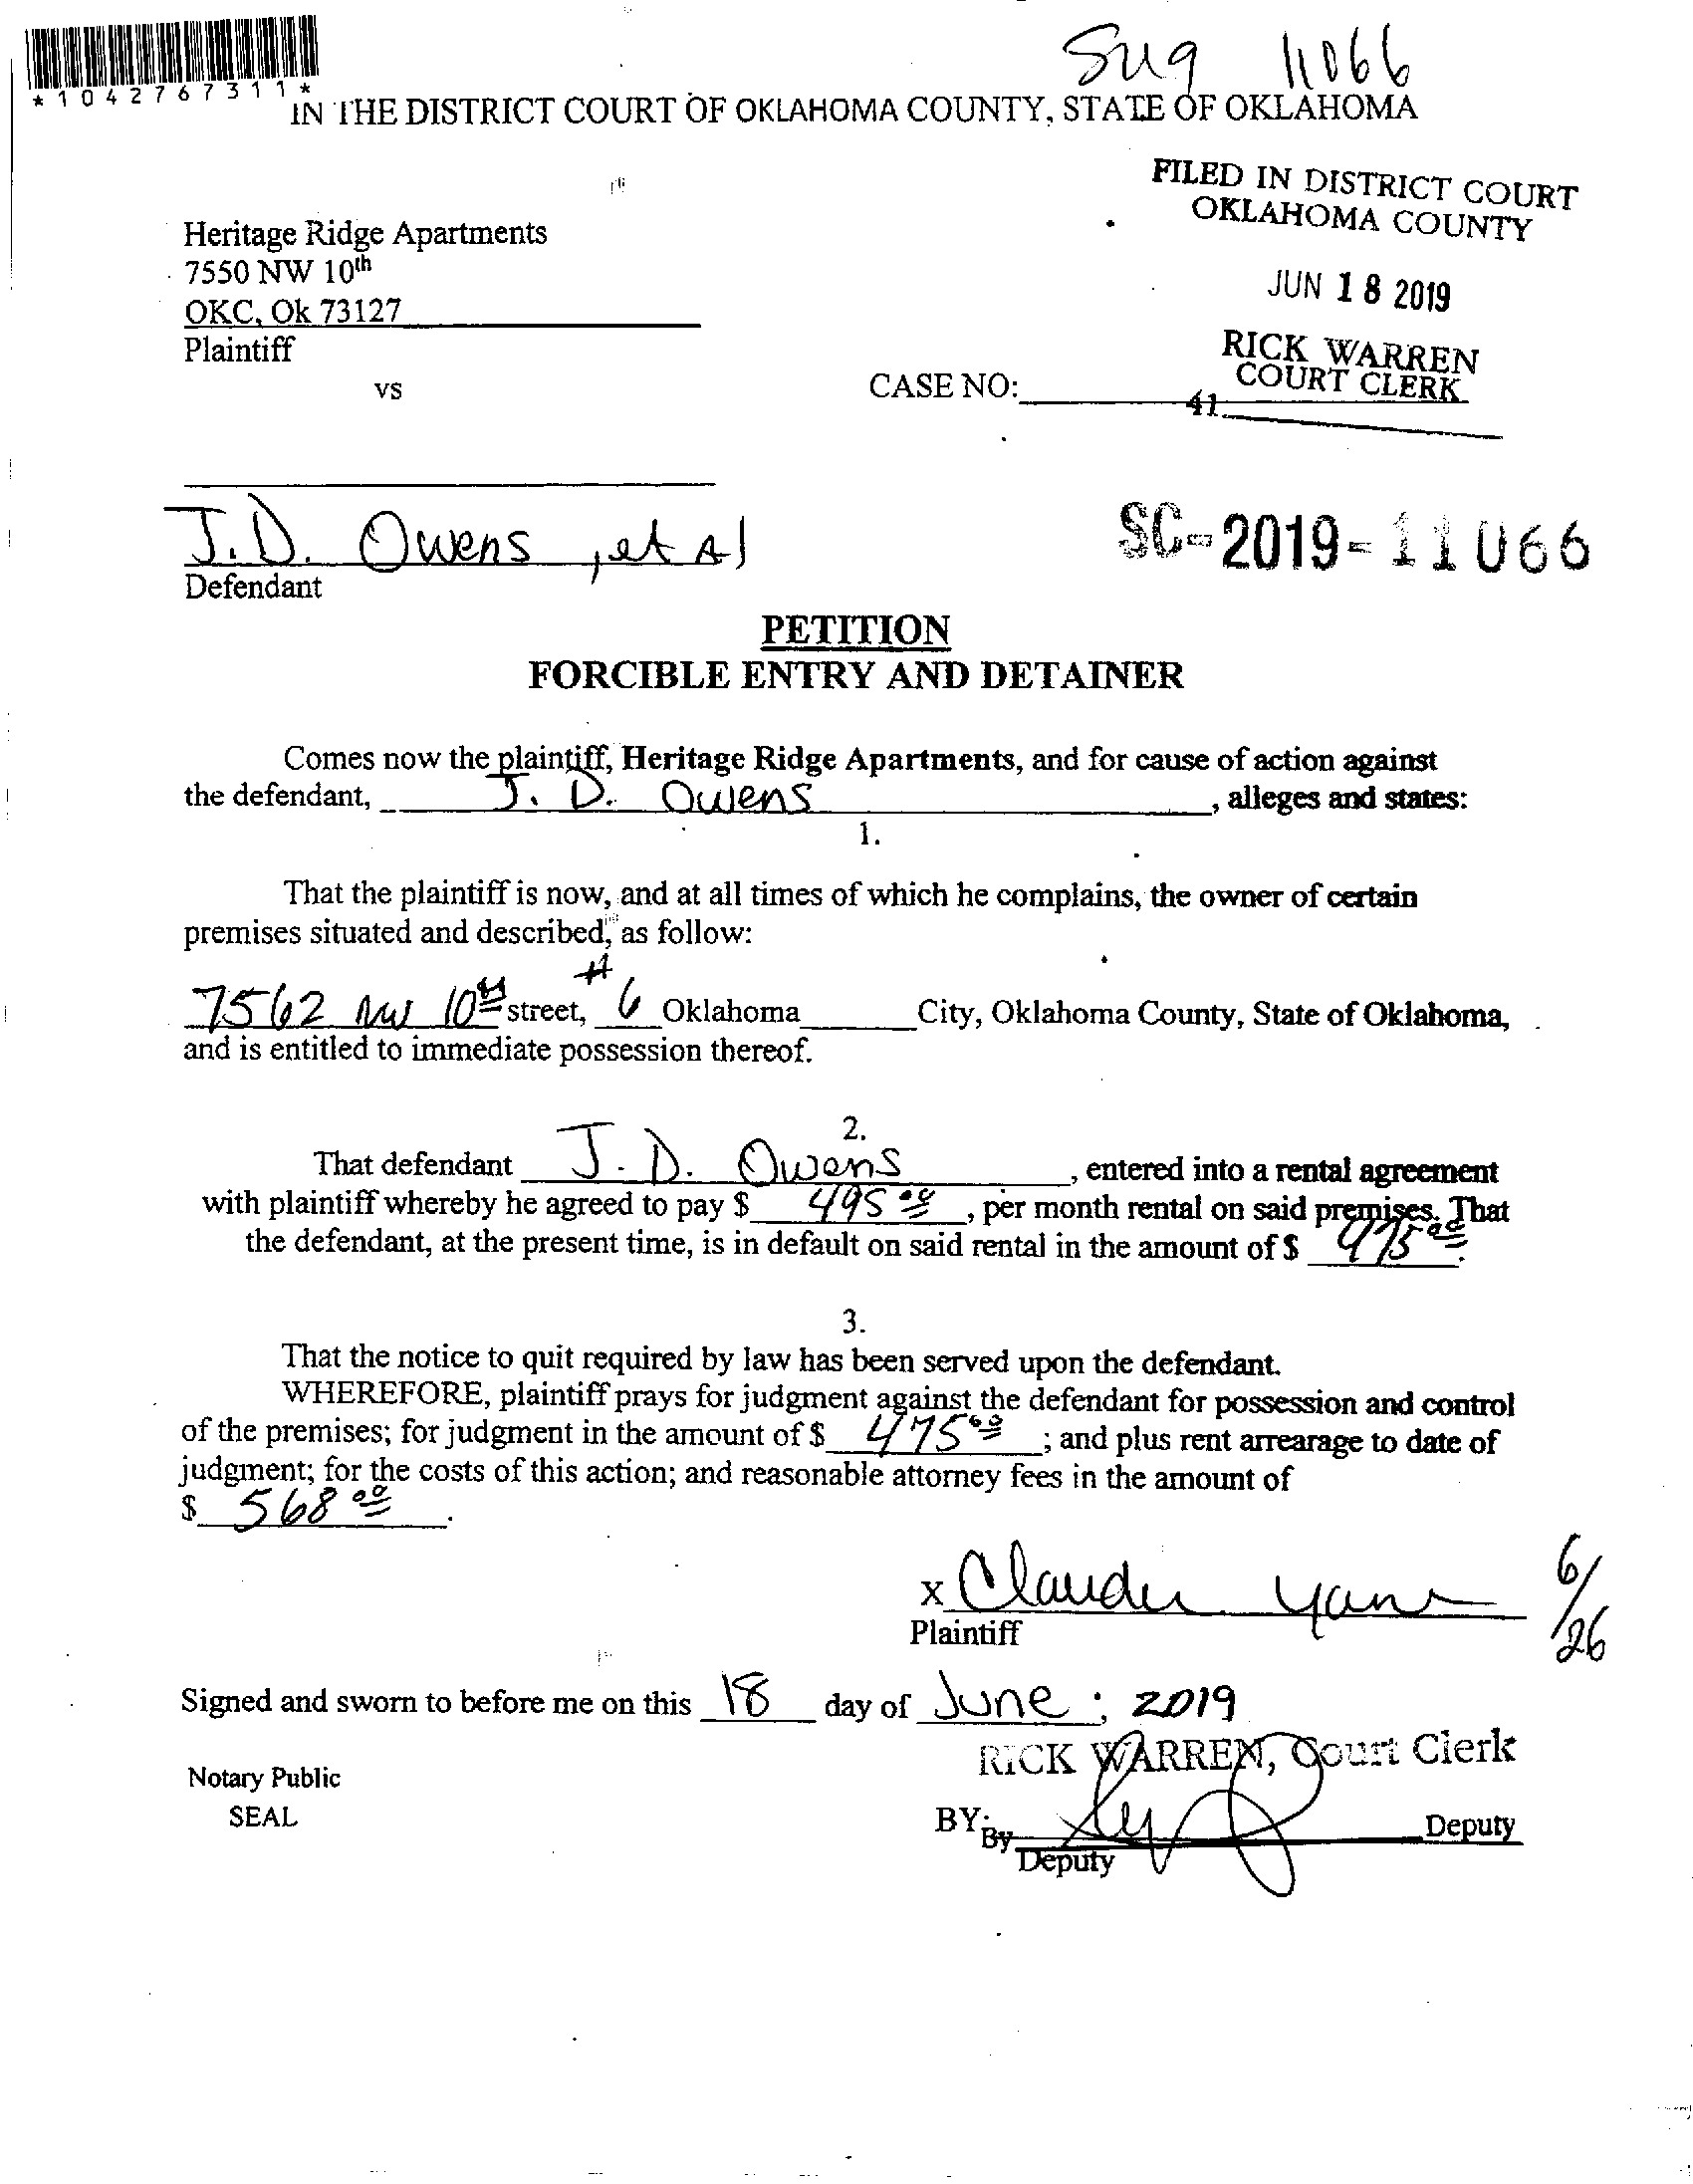 Sug 11066
*1042767311*
IN THE DISTRICT COURT OF OKLAHOMA COUNTY, STATE OF OKLAHOMA
FILED IN DISTRICT COURT
OKLAHOMA COUNTY
JUN 18 2019
RICK WARREN
COURT CLERK
41
Heritage Ridge Apartments
7550 NW 10th
OKC, Ok 73127
Plaintiff
vs
CASE NO:
J.D. Owens, et Al
Defendant
SC-2019-11066
PETITION
FORCIBLE ENTRY AND DETAINER
Comes now the plaintiff, Heritage Ridge Apartments, and for cause of action against
the defendant, J. D. Owens, alleges and states:
1.
That the plaintiff is now, and at all times of which he complains, the owner of certain
premises situated and described, as follow:
7562 NW 10th street, #6 Oklahoma City, Oklahoma County, State of Oklahoma,
and is entitled to immediate possession thereof.
2.
That defendant J. D. Owens, entered into a rental agreement
with plaintiff whereby he agreed to pay $ 495 00, per month rental on said premises. That
the defendant, at the present time, is in default on said rental in the amount of $ 475 00.
3.
That the notice to quit required by law has been served upon the defendant.
WHEREFORE, plaintiff prays for judgment against the defendant for possession and control
of the premises; for judgment in the amount of $ 475 00; and plus rent arrearage to date of
judgment; for the costs of this action; and reasonable attorney fees in the amount of
$ 568 00.
x
Plaintiff
6/26
Signed and sworn to before me on this 18 day of June; 2019
RICK WARREN, Court Clerk
Notary Public
SEAL
BY: By Deputy
Deputy